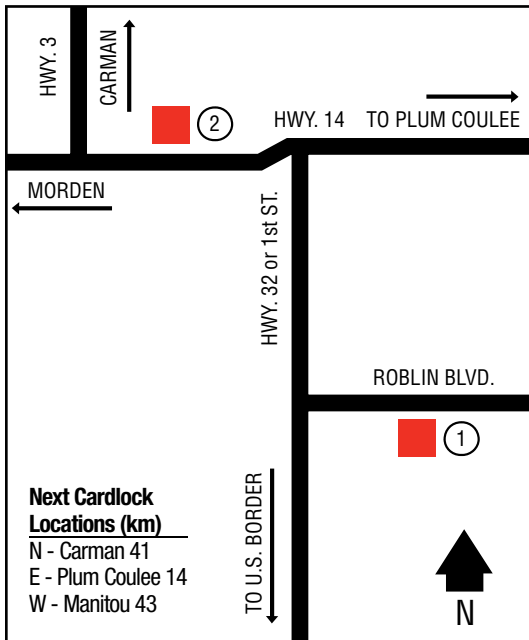 HWY. 3
CARMAN
2
HWY. 14
TO PLUM COULEE
MORDEN
HWY. 32 or 1st ST.
ROBLIN BLVD.
1
TO U.S. BORDER
Next Cardlock
Locations (km)
N - Carman 41
E - Plum Coulee 14
W - Manitou 43
N